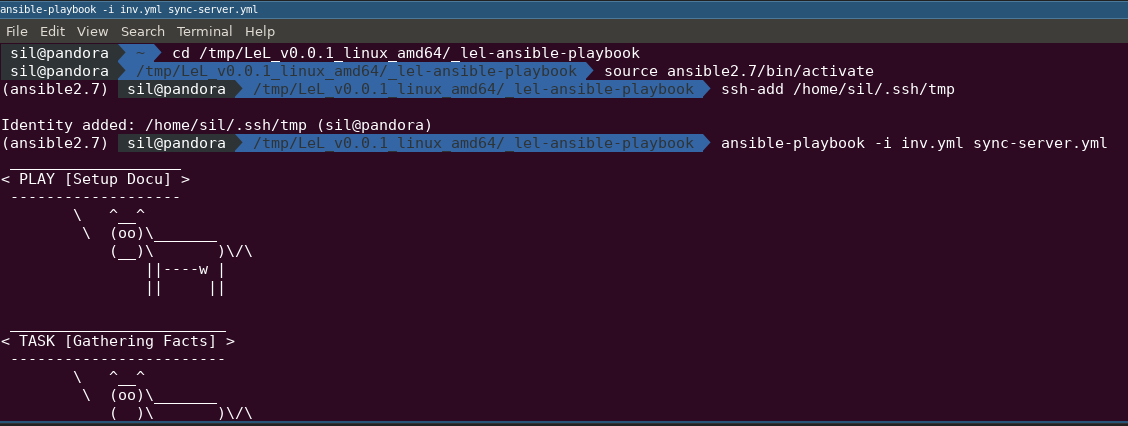 ansible-playbook -i inv.yml sync-server.yml
File Edit View Search Terminal Help
sil@pandora ~ cd /tmp/LeL_v0.0.1_linux_amd64/_lel-ansible-playbook
sil@pandora /tmp/LeL_v0.0.1_linux_amd64/_lel-ansible-playbook source ansible2.7/bin/activate
(ansible2.7) sil@pandora /tmp/LeL_v0.0.1_linux_amd64/_lel-ansible-playbook ssh-add /home/sil/.ssh/tmp
Identity added: /home/sil/.ssh/tmp (sil@pandora)
(ansible2.7) sil@pandora /tmp/LeL_v0.0.1_linux_amd64/_lel-ansible-playbook ansible-playbook -i inv.yml sync-server.yml
 ___________________
< PLAY [Setup Docu] >
 -------------------
        \   ^__^
         \  (oo)\_______
            (__)\       )\/\
                ||----w |
                ||     ||
 ________________________
< TASK [Gathering Facts] >
 ------------------------
        \   ^__^
         \  (oo)\_______
            (__)\       )\/\